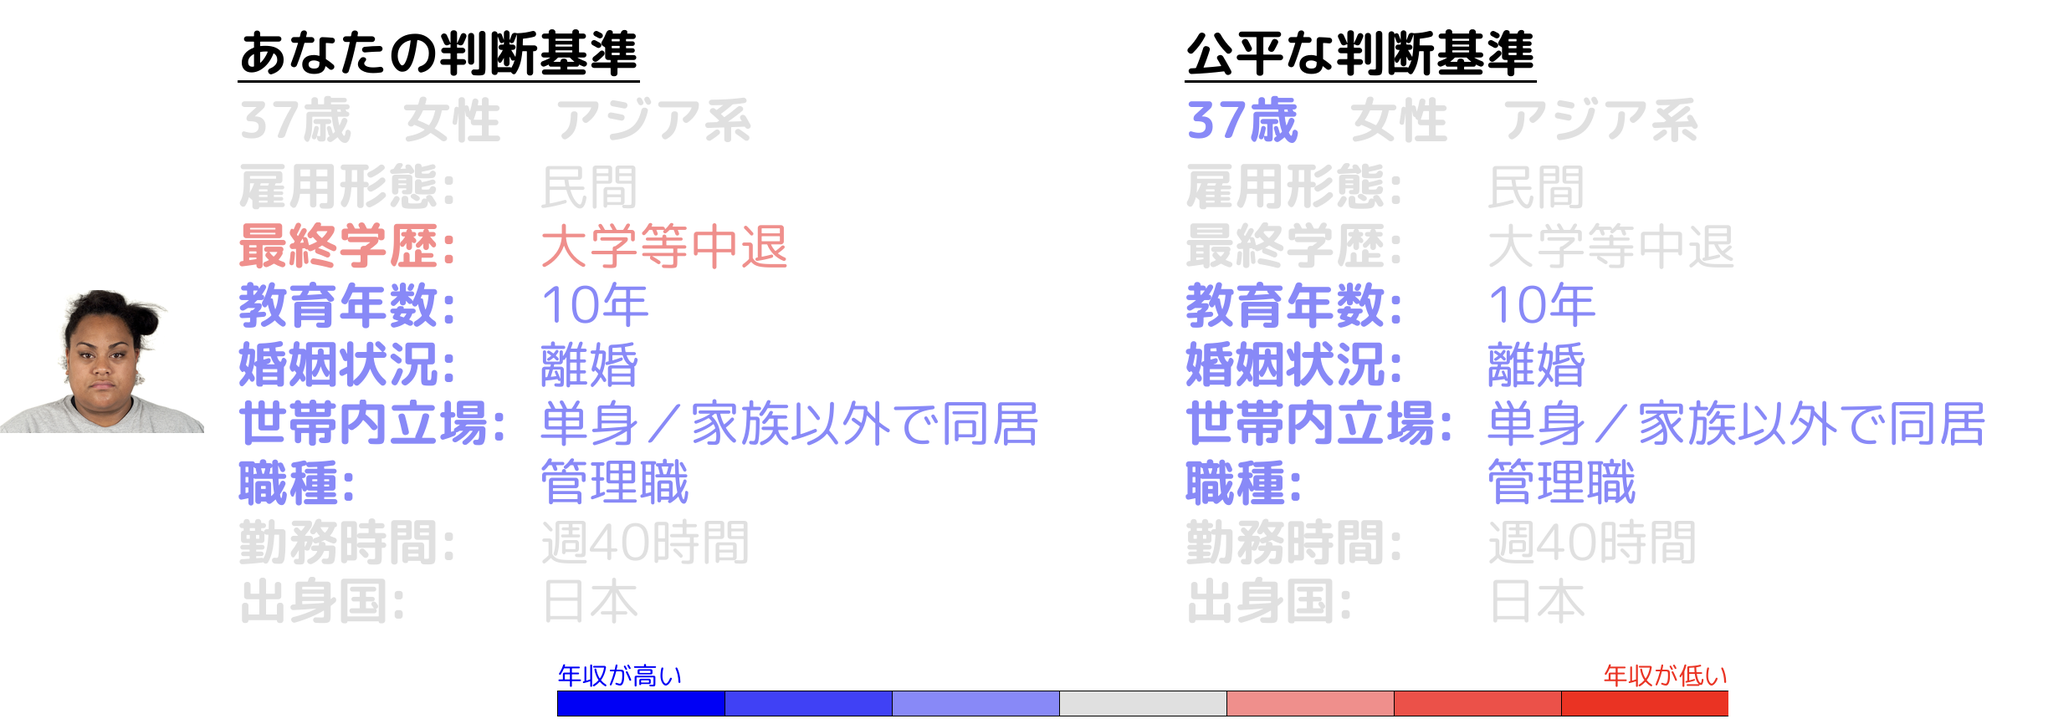 あなたの判断基準
37歳 女性 アジア系
雇用形態: 民間
最終学歴: 大学等中退
教育年数: 10年
婚姻状況: 離婚
世帯内立場: 単身／家族以外で同居
職種: 管理職
勤務時間: 週40時間
出身国: 日本
公平な判断基準
37歳 女性 アジア系
雇用形態: 民間
最終学歴: 大学等中退
教育年数: 10年
婚姻状況: 離婚
世帯内立場: 単身／家族以外で同居
職種: 管理職
勤務時間: 週40時間
出身国: 日本
年収が高い
年収が低い